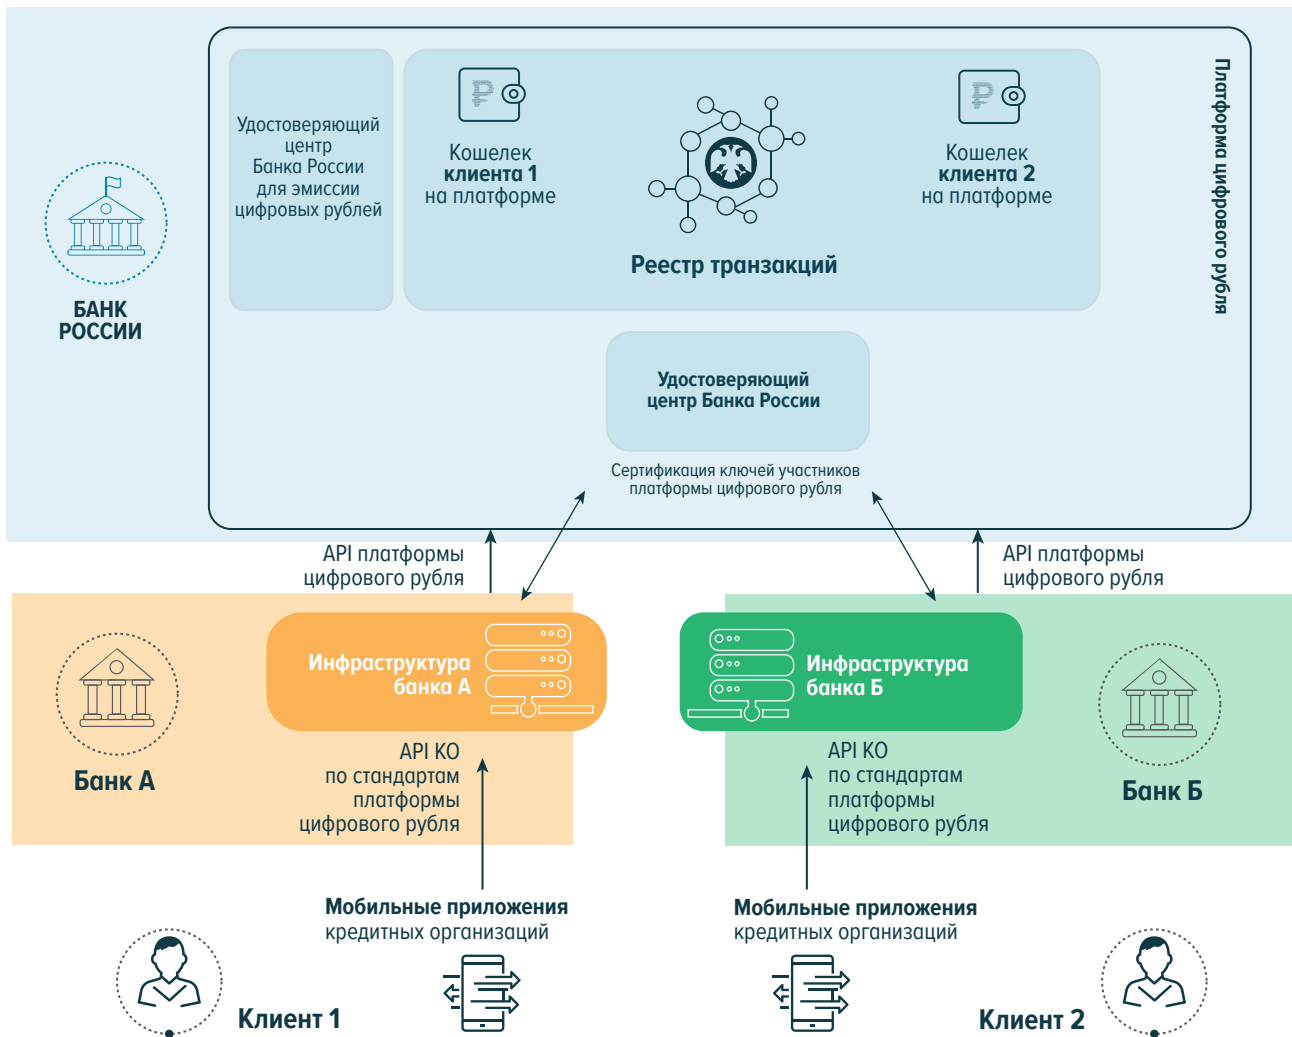 Платформа цифрового рубля
Удостоверяющий
центр
Банка России
для эмиссии
цифровых рублей
Кошелек
клиента 1
на платформе
Реестр транзакций
Кошелек
клиента 2
на платформе
БАНК
РОССИИ
Удостоверяющий
центр Банка России
Сертификация ключей участников
платформы цифрового рубля
API платформы
цифрового рубля
API платформы
цифрового рубля
Банк А
Инфраструктура
банка А
Инфраструктура
банка Б
Банк Б
API КО
по стандартам
платформы
цифрового рубля
API КО
по стандартам
платформы
цифрового рубля
Мобильные приложения
кредитных организаций
Мобильные приложения
кредитных организаций
Клиент 1
Клиент 2